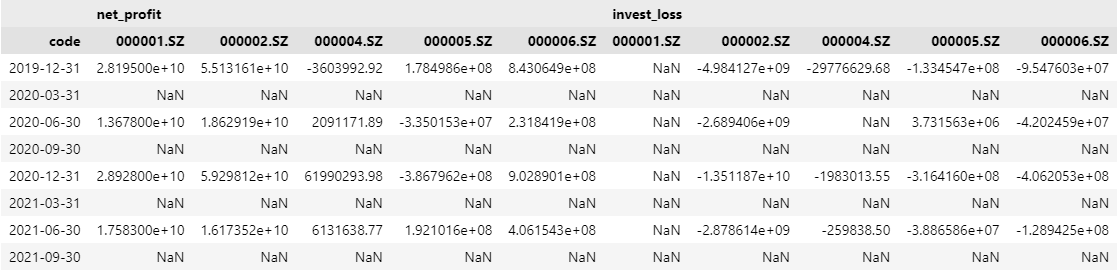 net_profit invest_loss
code 000001.SZ 000002.SZ 000004.SZ 000005.SZ 000006.SZ 000001.SZ 000002.SZ 000004.SZ 000005.SZ 000006.SZ
2019-12-31 2.819500e+10 5.513161e+10 -3603992.92 1.784986e+08 8.430649e+08 NaN -4.984127e+09 -29776629.68 -1.334547e+08 -9.547603e+07
2020-03-31 NaN NaN NaN NaN NaN NaN NaN NaN NaN NaN
2020-06-30 1.367800e+10 1.862919e+10 2091171.89 -3.350153e+07 2.318419e+08 NaN -2.689406e+09 NaN 3.731563e+06 -4.202459e+07
2020-09-30 NaN NaN NaN NaN NaN NaN NaN NaN NaN NaN
2020-12-31 2.892800e+10 5.929812e+10 61990293.98 -3.867962e+08 9.028901e+08 NaN -1.351187e+10 -1983013.55 -3.164160e+08 -4.062053e+08
2021-03-31 NaN NaN NaN NaN NaN NaN NaN NaN NaN NaN
2021-06-30 1.758300e+10 1.617352e+10 6131638.77 1.921016e+08 4.061543e+08 NaN -2.878614e+09 -259838.50 -3.886586e+07 -1.289425e+08
2021-09-30 NaN NaN NaN NaN NaN NaN NaN NaN NaN NaN